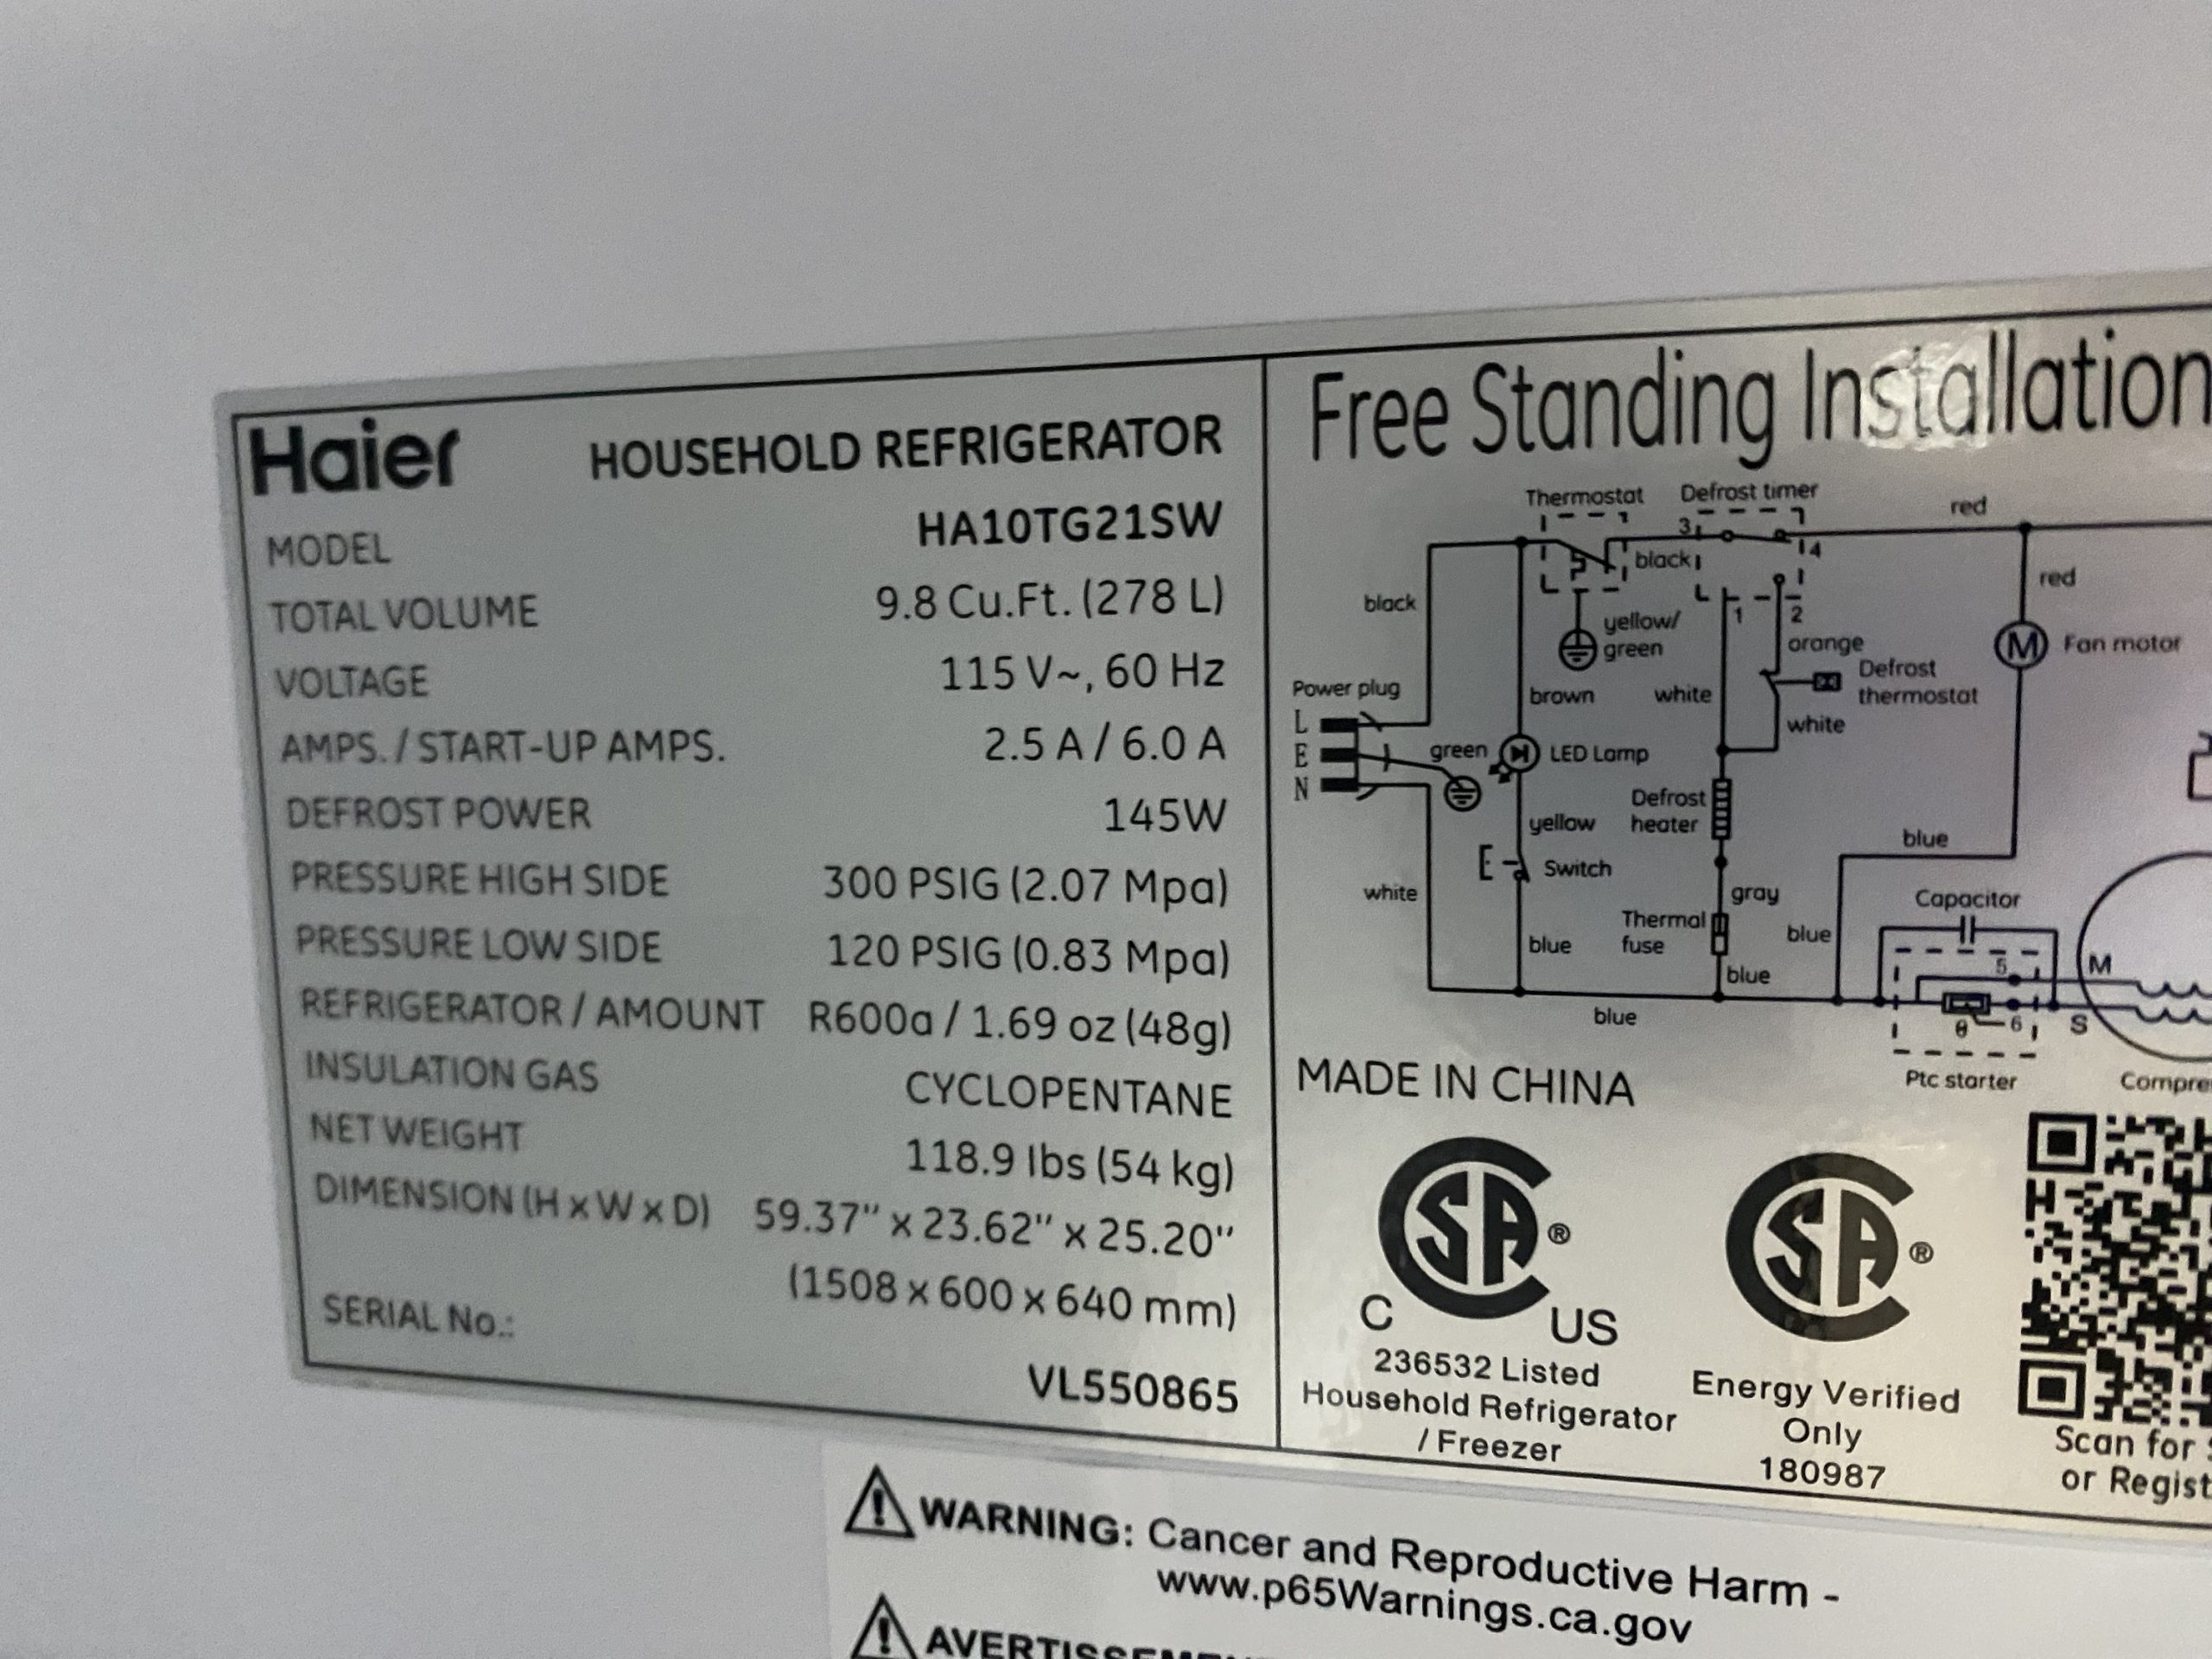 Haier HOUSEHOLD REFRIGERATOR
MODEL HA10TG21SW
TOTAL VOLUME 9.8 Cu.Ft. (278 L)
VOLTAGE 115 V~, 60 Hz
AMPS. / START-UP AMPS. 2.5 A / 6.0 A
DEFROST POWER 145W
PRESSURE HIGH SIDE 300 PSIG (2.07 Mpa)
PRESSURE LOW SIDE 120 PSIG (0.83 Mpa)
REFRIGERATOR / AMOUNT R600a / 1.69 oz (48g)
INSULATION GAS CYCLOPENTANE
NET WEIGHT 118.9 lbs (54 kg)
DIMENSION (H x W x D) 59.37" x 23.62" x 25.20"
(1508 x 600 x 640 mm)
SERIAL No.:
VL550865
Free Standing Installation
Thermostat Defrost timer
red
3
4
black
black
red
1 2
yellow/
green
orange
M Fan motor
Defrost
thermostat
Power plug
brown
white
white
L
E
N
green
LED Lamp
Defrost
heater
yellow
blue
Switch
white
gray
Capacitor
Thermal
fuse
blue
blue
blue
5
M
6
S
θ
blue
Ptc starter
MADE IN CHINA
CSA ®
C US
236532 Listed
Household Refrigerator
/ Freezer
CSA ®
Energy Verified
Only
180987
Scan for
WARNING: Cancer and Reproductive Harm -
www.p65Warnings.ca.gov